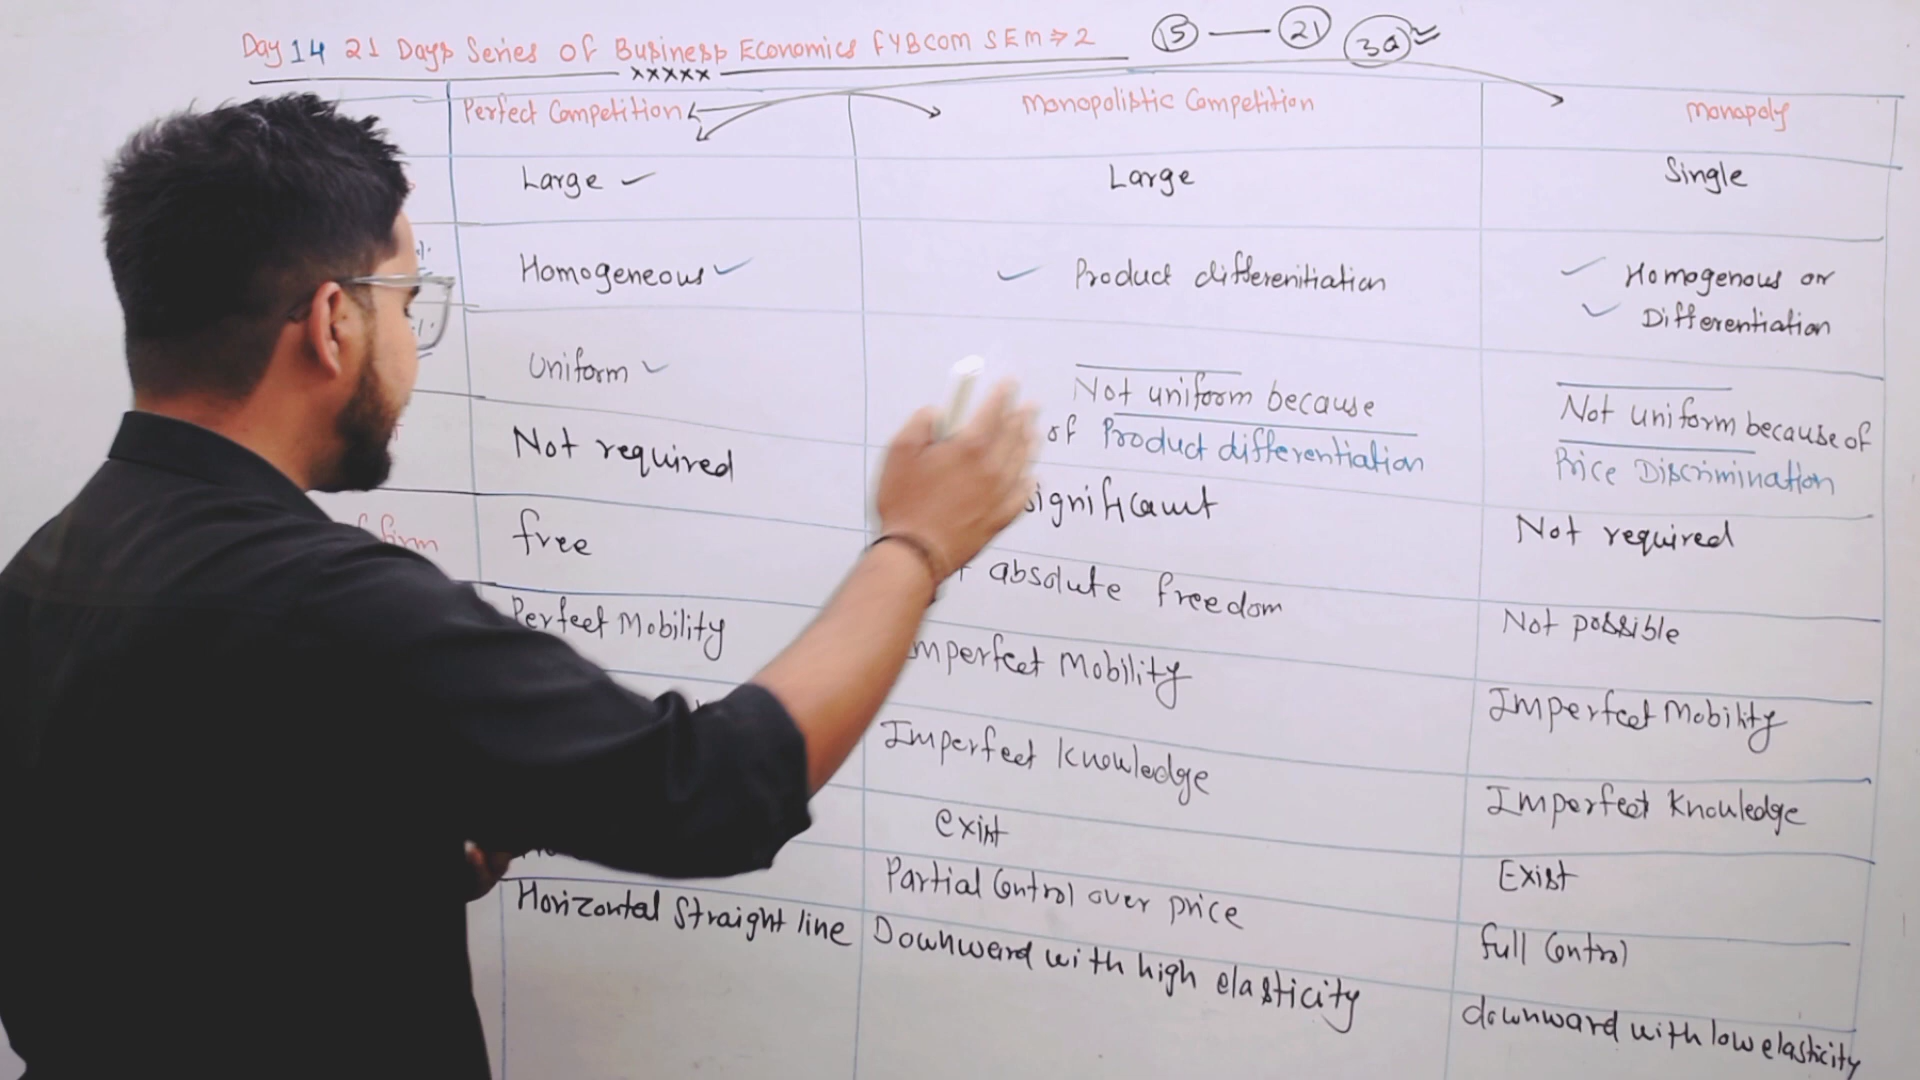 Day 14 21 Days Series of Business Economics FYBCOM SEM⇒2 15 — 21 30
xxxxx
Perfect Competition Monopolistic Competition Monopoly
Large Large Single
Homogeneous Product differenitiation Homogenous or
Differentiation
Uniform Not uniform because Not uniform because of
of Product differentiation Price Discrimination
Not required significant Not required
firm free absolute freedom Not possible
Perfect Mobility Imperfect Mobility Imperfect Mobility
Imperfect Knowledge Imperfect Knowledge
exist Exist
Partial Control over price full Control
Horizontal Straight line Downward with high elasticity downward with low elasticity